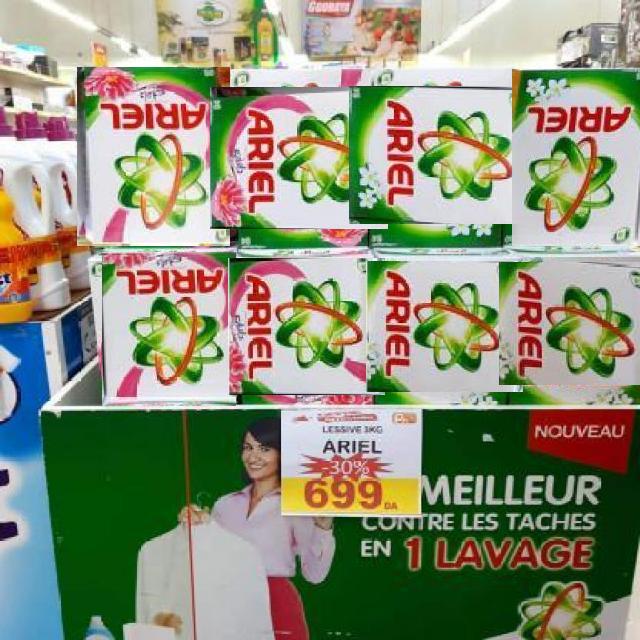 GOURAYA
ARIEL
ARIEL
ARIEL
ARIEL
ARIEL
ARIEL
ARIEL
ARIEL
LESSIVE 3KG
ARIEL
-30%
699 DA
NOUVEAU
MEILLEUR
CONTRE LES TACHES
EN 1 LAVAGE